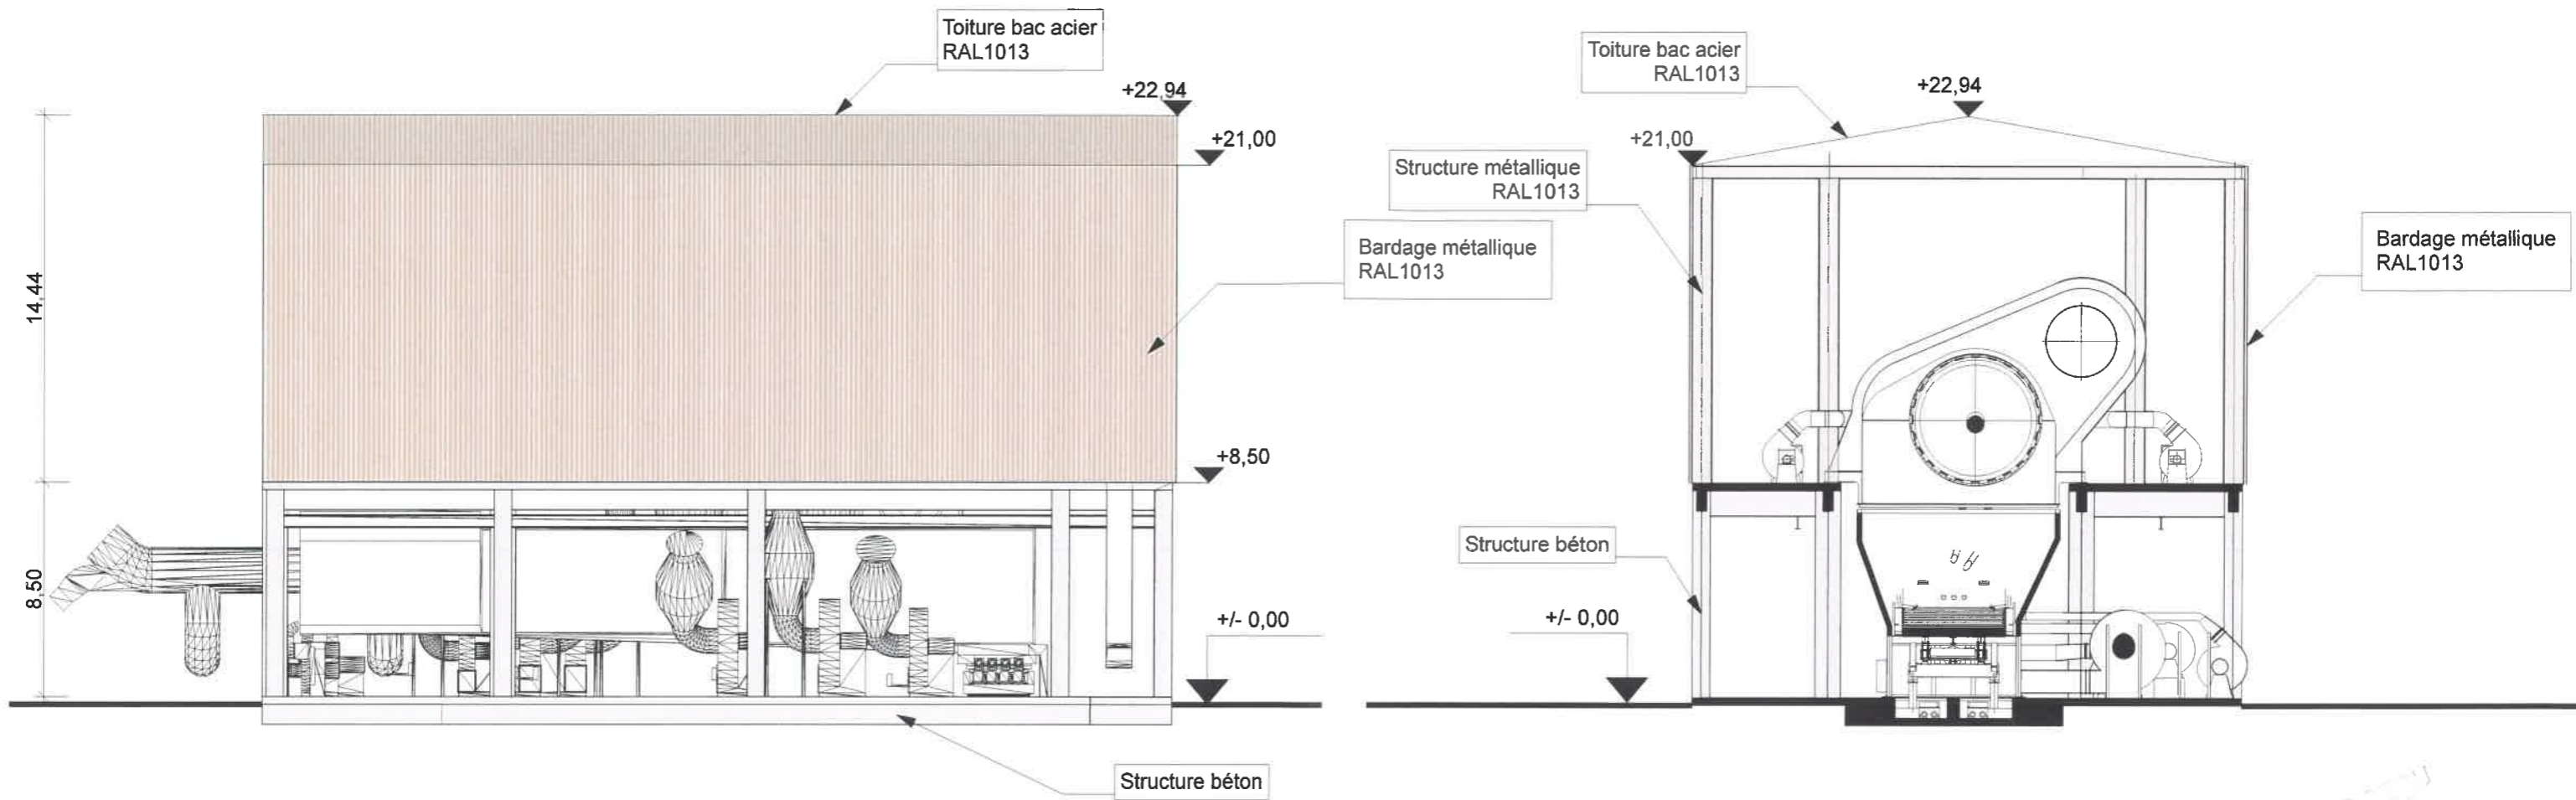 Toiture bac acier
RAL1013
+22,94
+21,00
14,44
Bardage métallique
RAL1013
+8,50
8,50
+/- 0,00
Structure béton
Toiture bac acier
RAL1013
+22,94
+21,00
Structure métallique
RAL1013
Bardage métallique
RAL1013
Structure béton
+/- 0,00